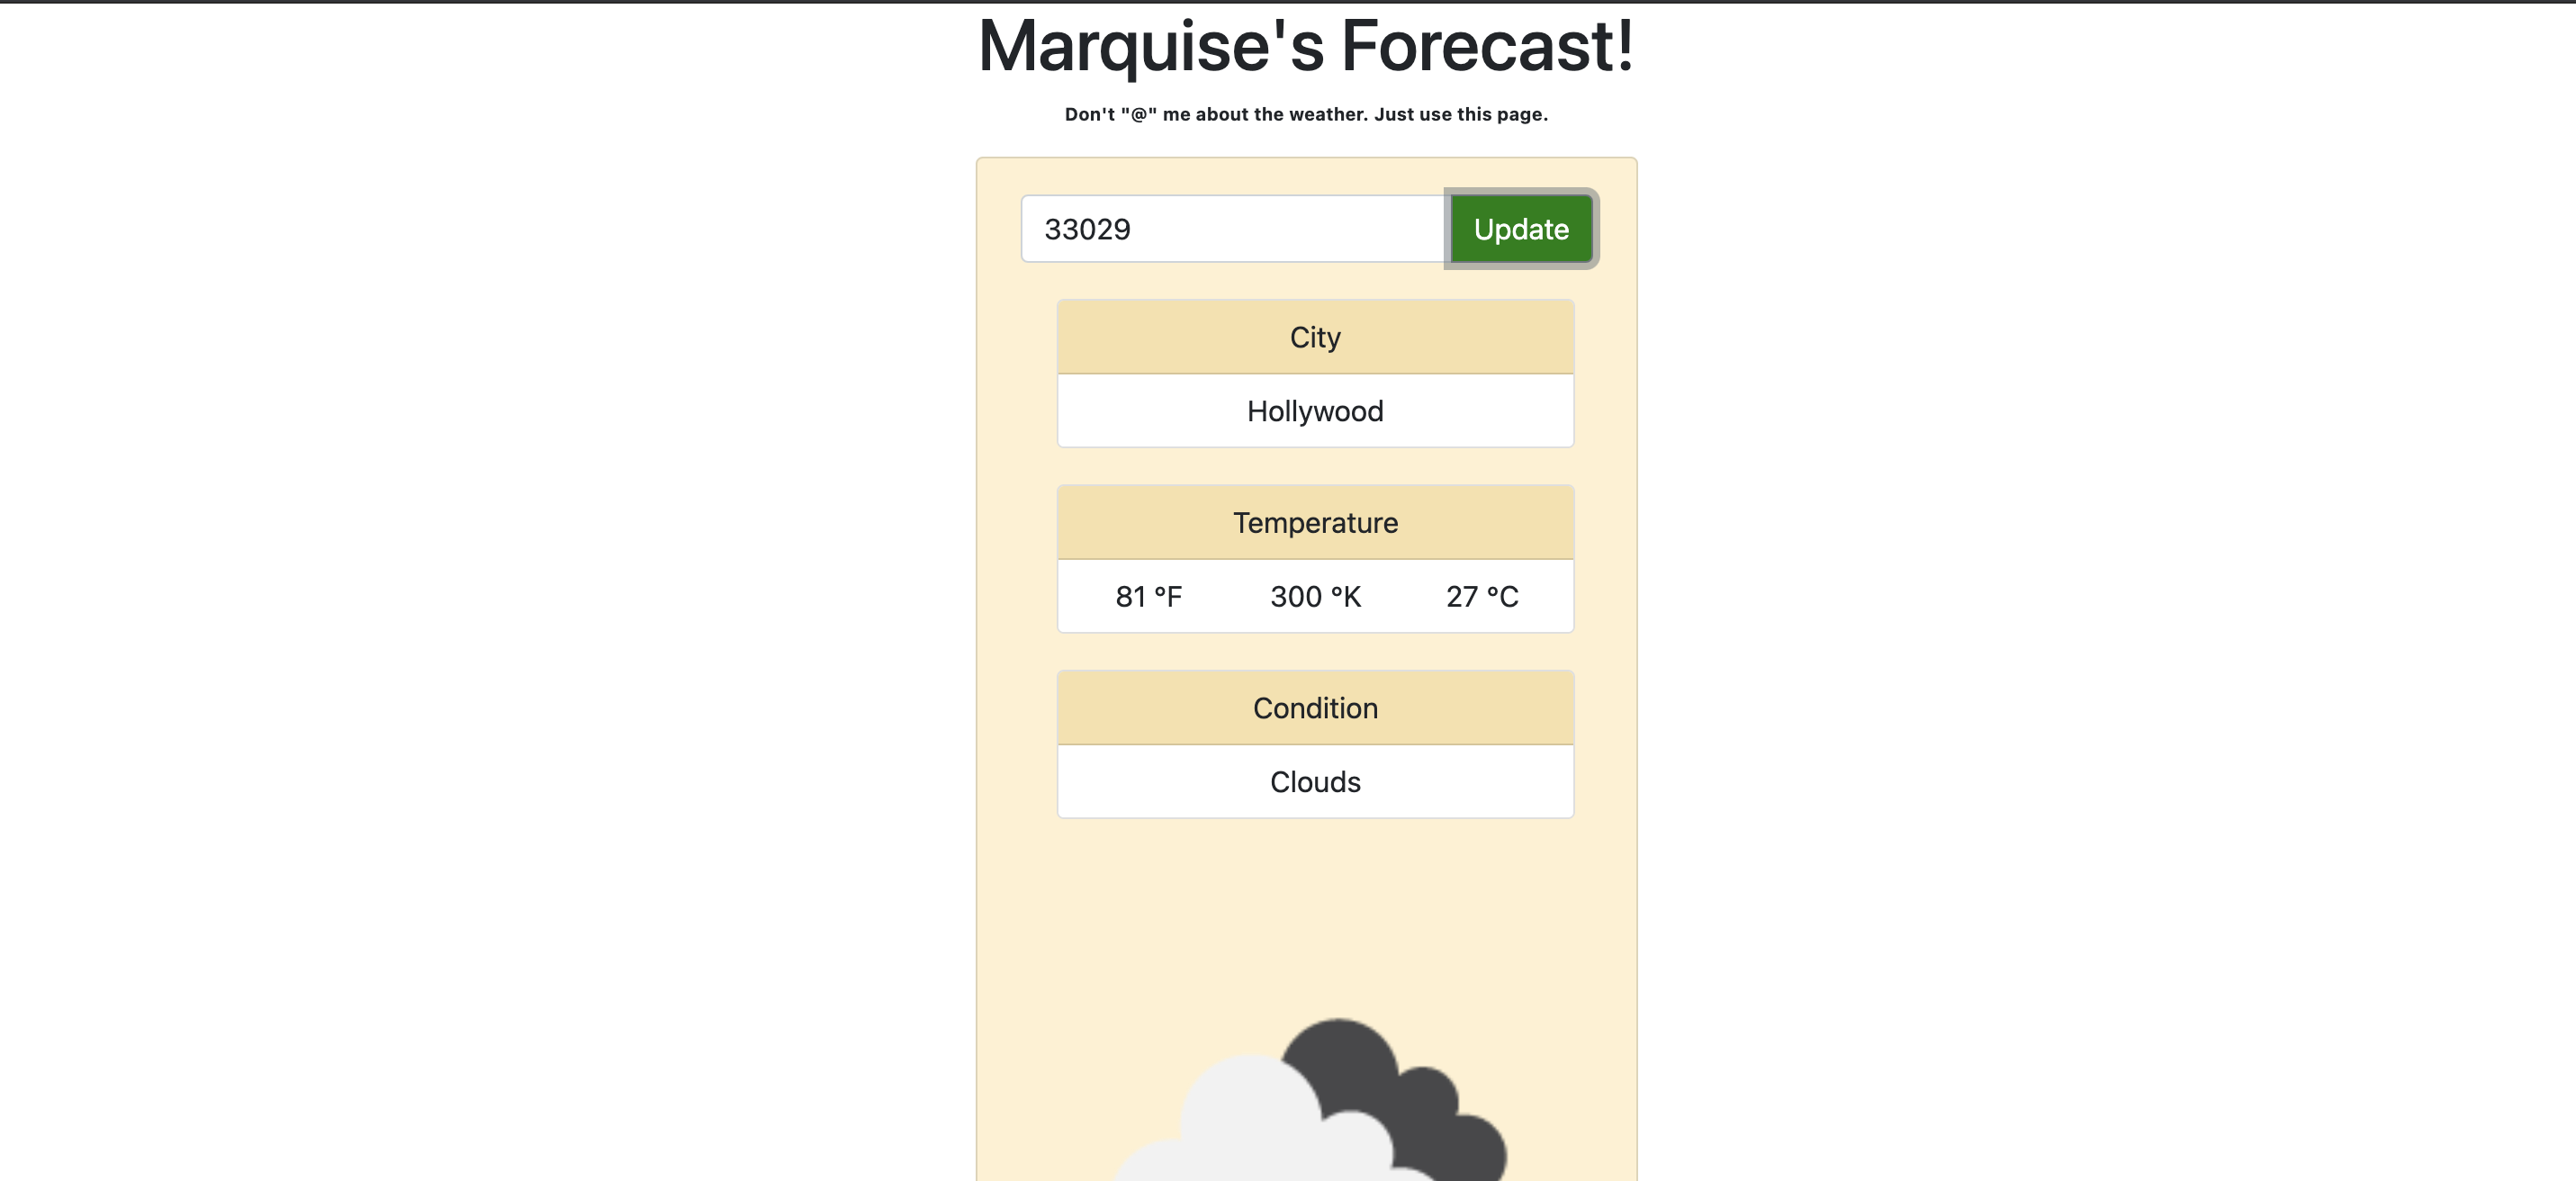 Marquise's Forecast!
Don't "@" me about the weather. Just use this page.
33029 Update
City
Hollywood
Temperature
81 °F 300 °K 27 °C
Condition
Clouds